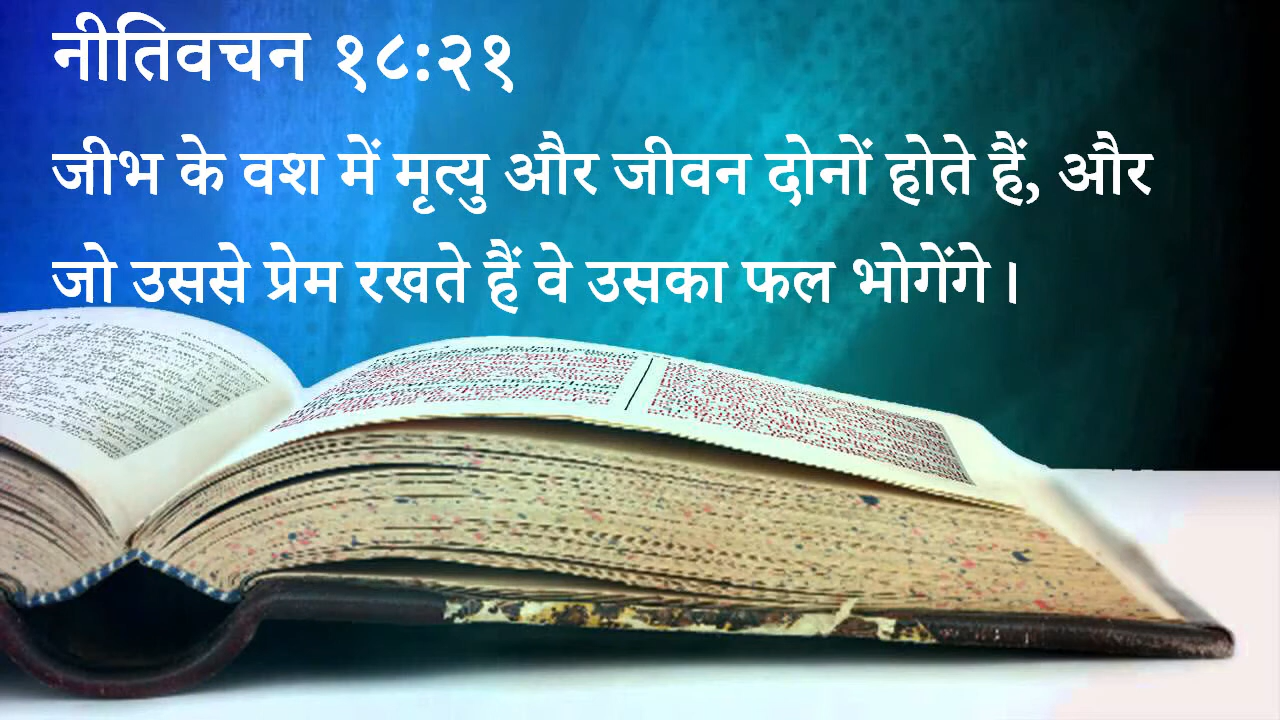 नीतिवचन १८:२१
जीभ के वश में मृत्यु और जीवन दोनों होते हैं, और
जो उससे प्रेम रखते हैं वे उसका फल भोगेंगे।